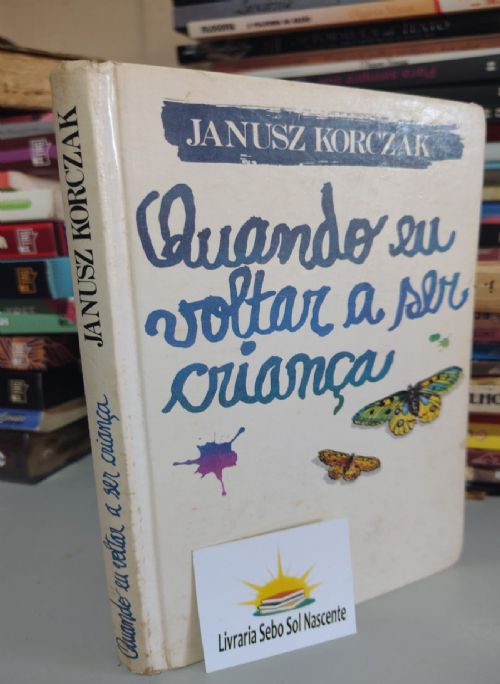 JANUSZ KORCZAK
Quando eu
voltar a ser
criança
JANUSZ KORCZAK
Quando eu voltar a ser criança
Livraria Sebo Sol Nascente